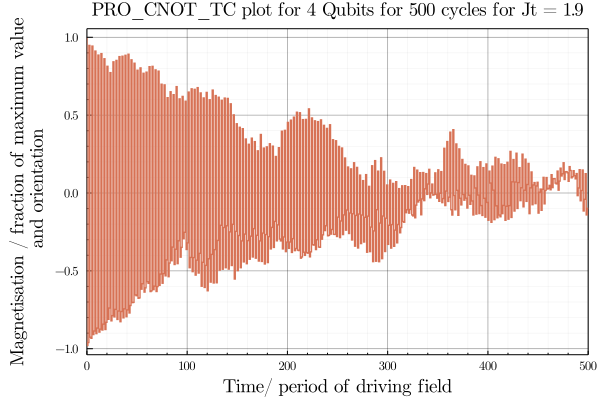 PRO_CNOT_TC plot for 4 Qubits for 500 cycles for Jt = 1.9
Magnetisation / fraction of maximum value
and orientation
1.0
0.5
0.0
−0.5
−1.0
0 100 200 300 400 500
Time/ period of driving field